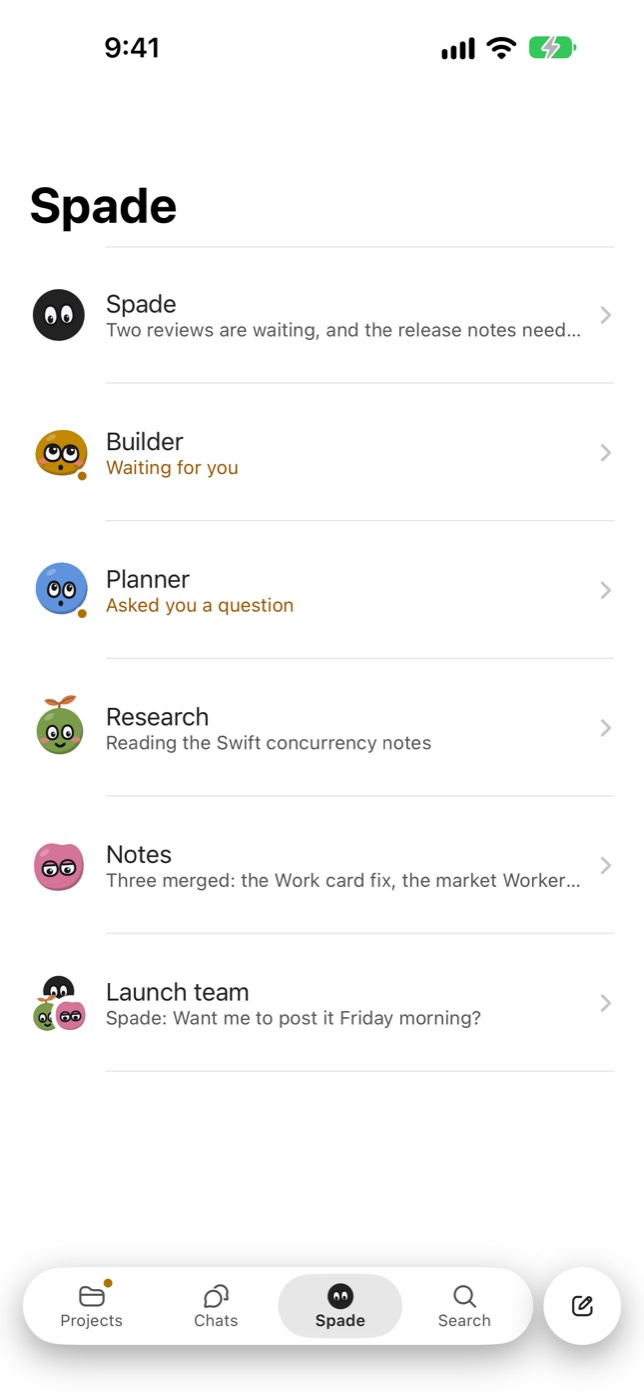 9:41
Spade
Spade
Two reviews are waiting, and the release notes need...
Builder
Waiting for you
Planner
Asked you a question
Research
Reading the Swift concurrency notes
Notes
Three merged: the Work card fix, the market Worker...
Launch team
Spade: Want me to post it Friday morning?
Projects
Chats
Spade
Search